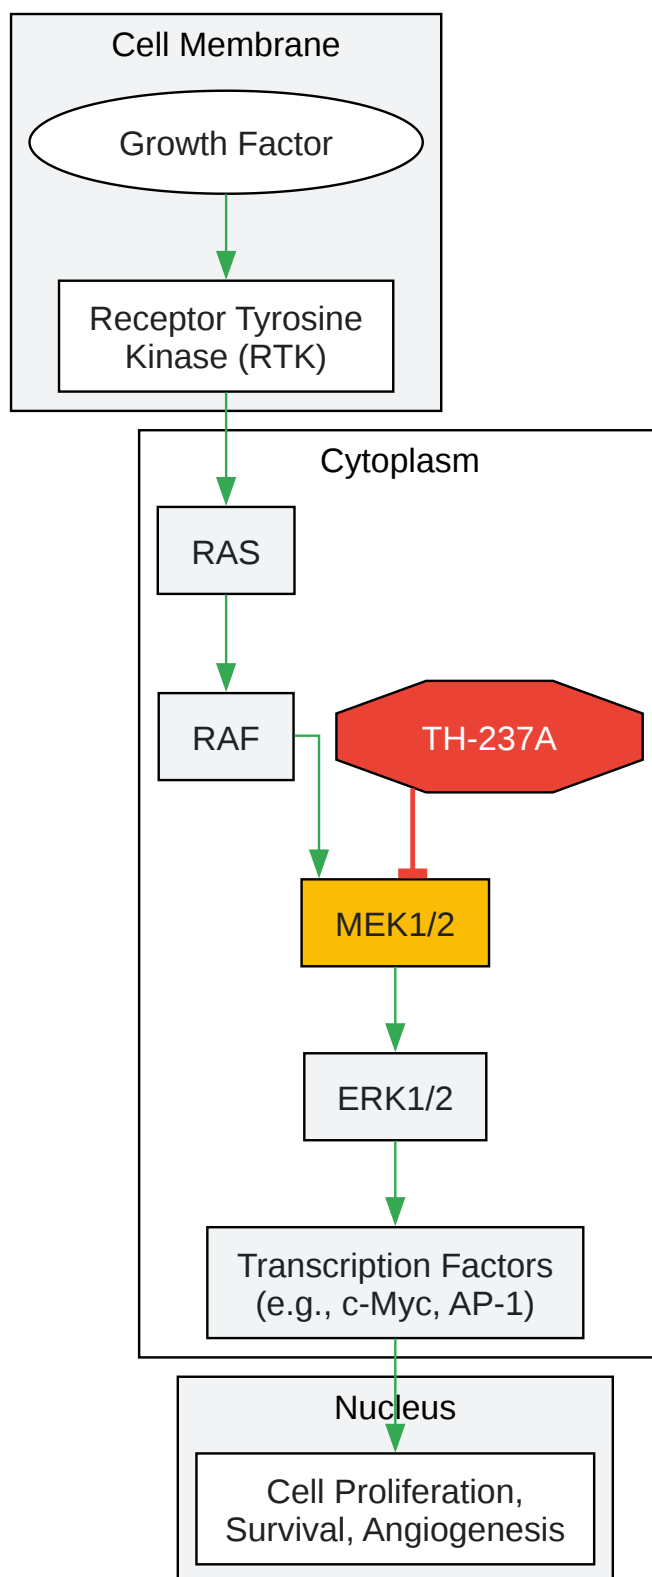 Cell Membrane
Growth Factor
Receptor Tyrosine
Kinase (RTK)
Cytoplasm
RAS
RAF
TH-237A
MEK1/2
ERK1/2
Transcription Factors
(e.g., c-Myc, AP-1)
Nucleus
Cell Proliferation,
Survival, Angiogenesis